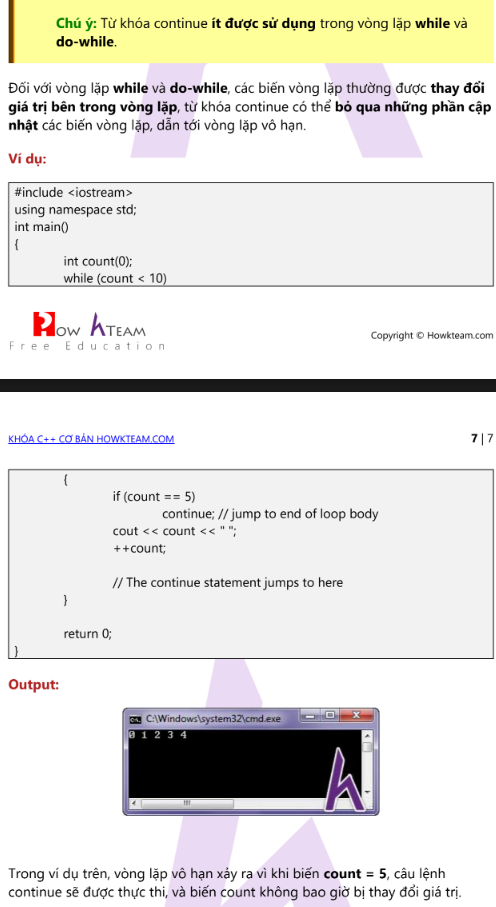 Chú ý: Từ khóa continue ít được sử dụng trong vòng lặp while và
do-while.
Đối với vòng lặp while và do-while, các biến vòng lặp thường được thay đổi
giá trị bên trong vòng lặp, từ khóa continue có thể bỏ qua những phần cập
nhật các biến vòng lặp, dẫn tới vòng lặp vô hạn.
Ví dụ:
#include <iostream>
using namespace std;
int main()
{
int count(0);
while (count < 10)
How hTeam
Free Education
Copyright © Howkteam.com
KHÓA C++ CƠ BẢN HOWKTEAM.COM
7 | 7
{
if (count == 5)
continue; // jump to end of loop body
cout << count << " ";
++count;
// The continue statement jumps to here
}
return 0;
}
Output:
C:\Windows\system32\cmd.exe
0 1 2 3 4
Trong ví dụ trên, vòng lặp vô hạn xảy ra vì khi biến count = 5, câu lệnh
continue sẽ được thực thi, và biến count không bao giờ bị thay đổi giá trị.